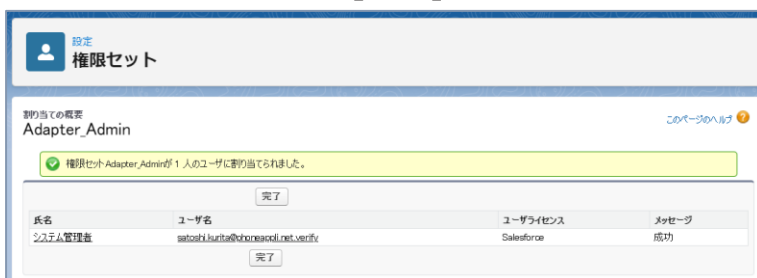 設定
権限セット
割り当ての概要
Adapter_Admin
このページのヘルプ
権限セット Adapter_Adminが 1 人のユーザに割り当てられました。
完了
氏名 ユーザ名 ユーザライセンス メッセージ
システム管理者 satoshi.kurita@phoneappli.net.verify Salesforce 成功
完了